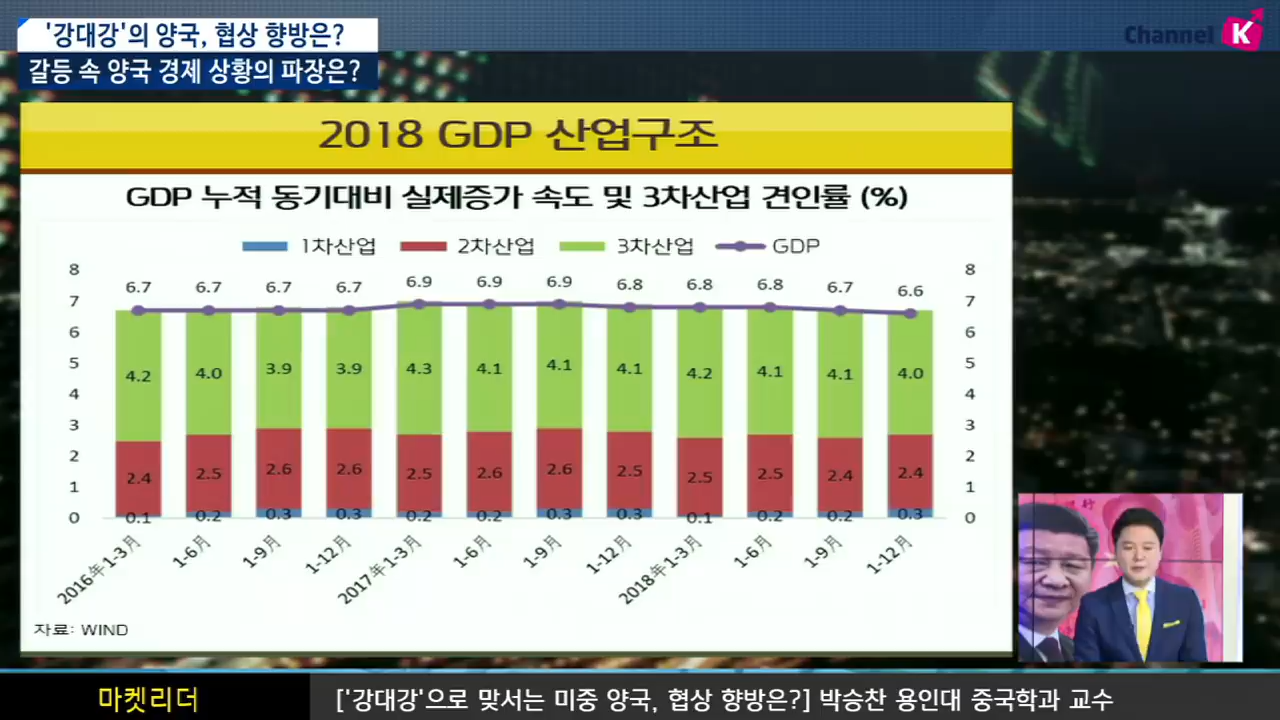 '강대강'의 양국, 협상 향방은?
갈등 속 양국 경제 상황의 파장은?
Channel K
2018 GDP 산업구조
GDP 누적 동기대비 실제증가 속도 및 3차산업 견인률 (%)
1차산업 2차산업 3차산업 GDP
8 8
6.7 6.7 6.7 6.7 6.9 6.9 6.9 6.8 6.8 6.8 6.7 6.6
7 7
6 6
5 5
4.2 4.0 3.9 3.9 4.3 4.1 4.1 4.1 4.2 4.1 4.1 4.0
4 4
3 3
2 2
2.4 2.5 2.6 2.6 2.5 2.6 2.6 2.5 2.5 2.5 2.4 2.4
1 1
0 0.1 0.2 0.3 0.3 0.2 0.2 0.3 0.3 0.1 0.2 0.2 0.3 0
2016年1-3月 1-6月 1-9月 1-12月 2017年1-3月 1-6月 1-9月 1-12月 2018年1-3月 1-6月 1-9月 1-12月
자료: WIND
마켓리더
['강대강'으로 맞서는 미중 양국, 협상 향방은?] 박승찬 용인대 중국학과 교수